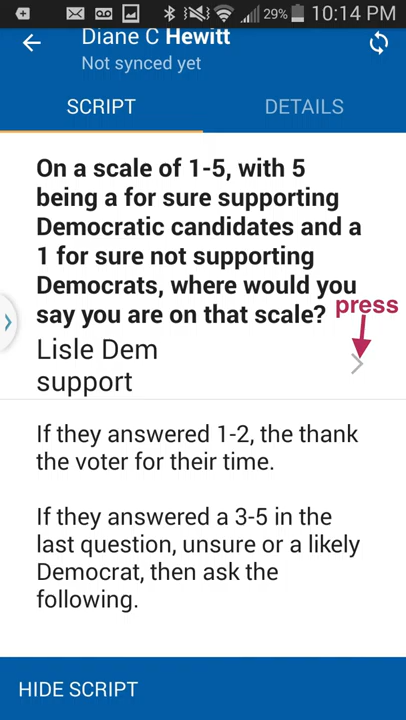 29% 10:14 PM
Diane C Hewitt
Not synced yet
SCRIPT DETAILS
On a scale of 1-5, with 5
being a for sure supporting
Democratic candidates and a
1 for sure not supporting
Democrats, where would you
say you are on that scale?
press
Lisle Dem
support
If they answered 1-2, the thank
the voter for their time.
If they answered a 3-5 in the
last question, unsure or a likely
Democrat, then ask the
following.
HIDE SCRIPT